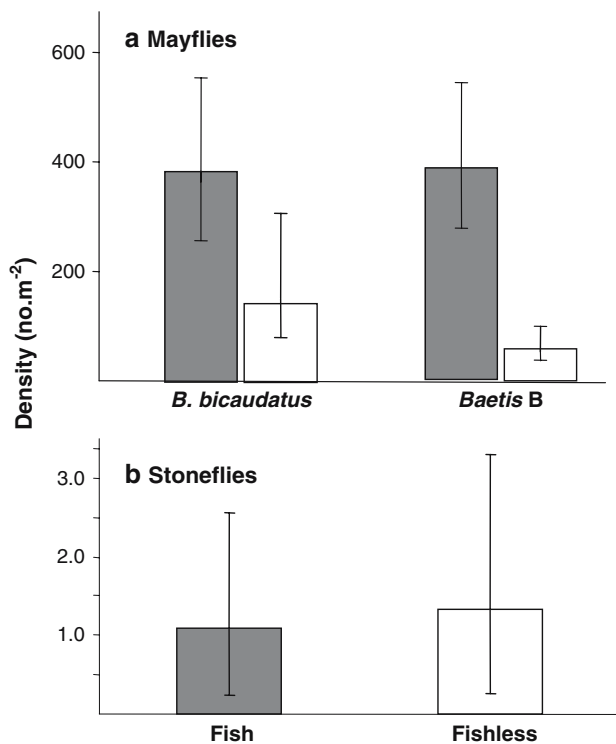 a Mayflies
600
400
200
B. bicaudatus Baetis B
Density (no.m-2)
b Stoneflies
3.0
2.0
1.0
Fish Fishless